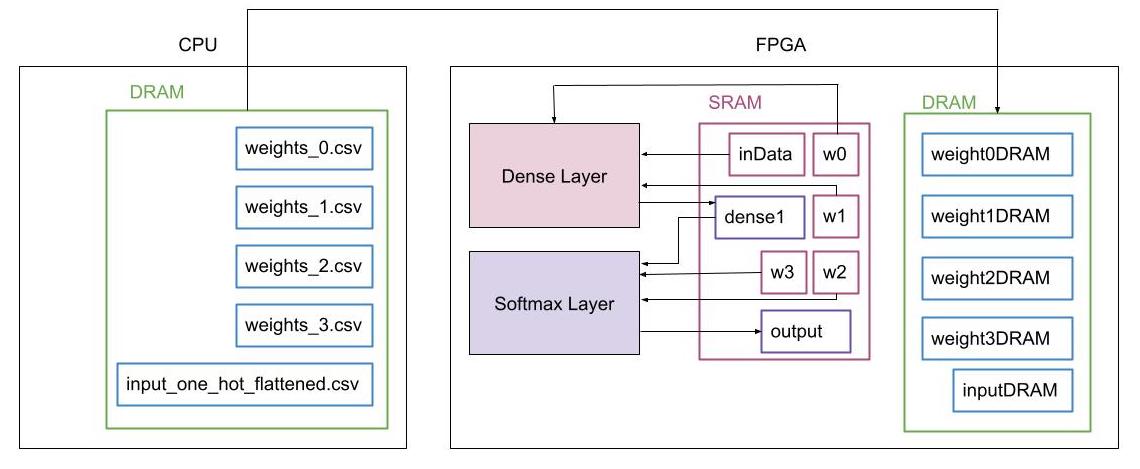 CPU
FPGA
DRAM
weights_0.csv
weights_1.csv
weights_2.csv
weights_3.csv
input_one_hot_flattened.csv
Dense Layer
Softmax Layer
SRAM
inData
w0
dense1
w1
w3
w2
output
DRAM
weight0DRAM
weight1DRAM
weight2DRAM
weight3DRAM
inputDRAM